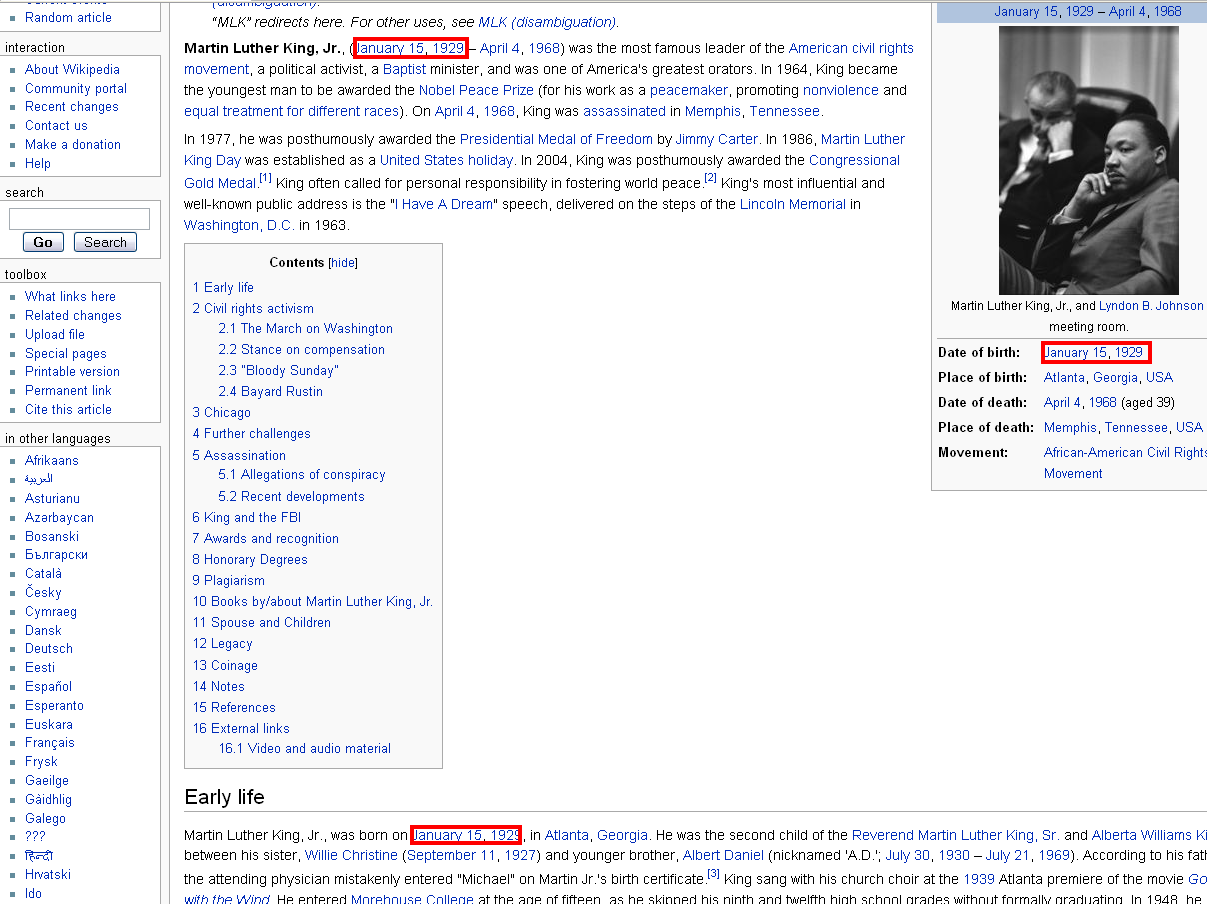 Random article
interaction
About Wikipedia
Community portal
Recent changes
Contact us
Make a donation
Help
search
Go Search
toolbox
What links here
Related changes
Upload file
Special pages
Printable version
Permanent link
Cite this article
in other languages
Afrikaans
العربية
Asturianu
Azərbaycan
Bosanski
Български
Català
Česky
Cymraeg
Dansk
Deutsch
Eesti
Español
Esperanto
Euskara
Français
Frysk
Gaeilge
Gàidhlig
Galego
???
हिन्दी
Hrvatski
Ido
(disambiguation).
"MLK" redirects here. For other uses, see MLK (disambiguation).
Martin Luther King, Jr., (January 15, 1929 – April 4, 1968) was the most famous leader of the American civil rights
movement, a political activist, a Baptist minister, and was one of America's greatest orators. In 1964, King became
the youngest man to be awarded the Nobel Peace Prize (for his work as a peacemaker, promoting nonviolence and
equal treatment for different races). On April 4, 1968, King was assassinated in Memphis, Tennessee.
In 1977, he was posthumously awarded the Presidential Medal of Freedom by Jimmy Carter. In 1986, Martin Luther
King Day was established as a United States holiday. In 2004, King was posthumously awarded the Congressional
Gold Medal.[1] King often called for personal responsibility in fostering world peace.[2] King's most influential and
well-known public address is the "I Have A Dream" speech, delivered on the steps of the Lincoln Memorial in
Washington, D.C. in 1963.
Contents [hide]
1 Early life
2 Civil rights activism
2.1 The March on Washington
2.2 Stance on compensation
2.3 "Bloody Sunday"
2.4 Bayard Rustin
3 Chicago
4 Further challenges
5 Assassination
5.1 Allegations of conspiracy
5.2 Recent developments
6 King and the FBI
7 Awards and recognition
8 Honorary Degrees
9 Plagiarism
10 Books by/about Martin Luther King, Jr.
11 Spouse and Children
12 Legacy
13 Coinage
14 Notes
15 References
16 External links
16.1 Video and audio material
January 15, 1929 – April 4, 1968
Martin Luther King, Jr., and Lyndon B. Johnson
meeting room.
Date of birth: January 15, 1929
Place of birth: Atlanta, Georgia, USA
Date of death: April 4, 1968 (aged 39)
Place of death: Memphis, Tennessee, USA
Movement: African-American Civil Rights
Movement
Early life
Martin Luther King, Jr., was born on January 15, 1929, in Atlanta, Georgia. He was the second child of the Reverend Martin Luther King, Sr. and Alberta Williams Ki
between his sister, Willie Christine (September 11, 1927) and younger brother, Albert Daniel (nicknamed 'A.D.'; July 30, 1930 – July 21, 1969). According to his fath
the attending physician mistakenly entered "Michael" on Martin Jr.'s birth certificate.[3] King sang with his church choir at the 1939 Atlanta premiere of the movie Go
with the Wind. He entered Morehouse College at the age of fifteen, as he skipped his ninth and twelfth high school grades without formally graduating. In 1948, he